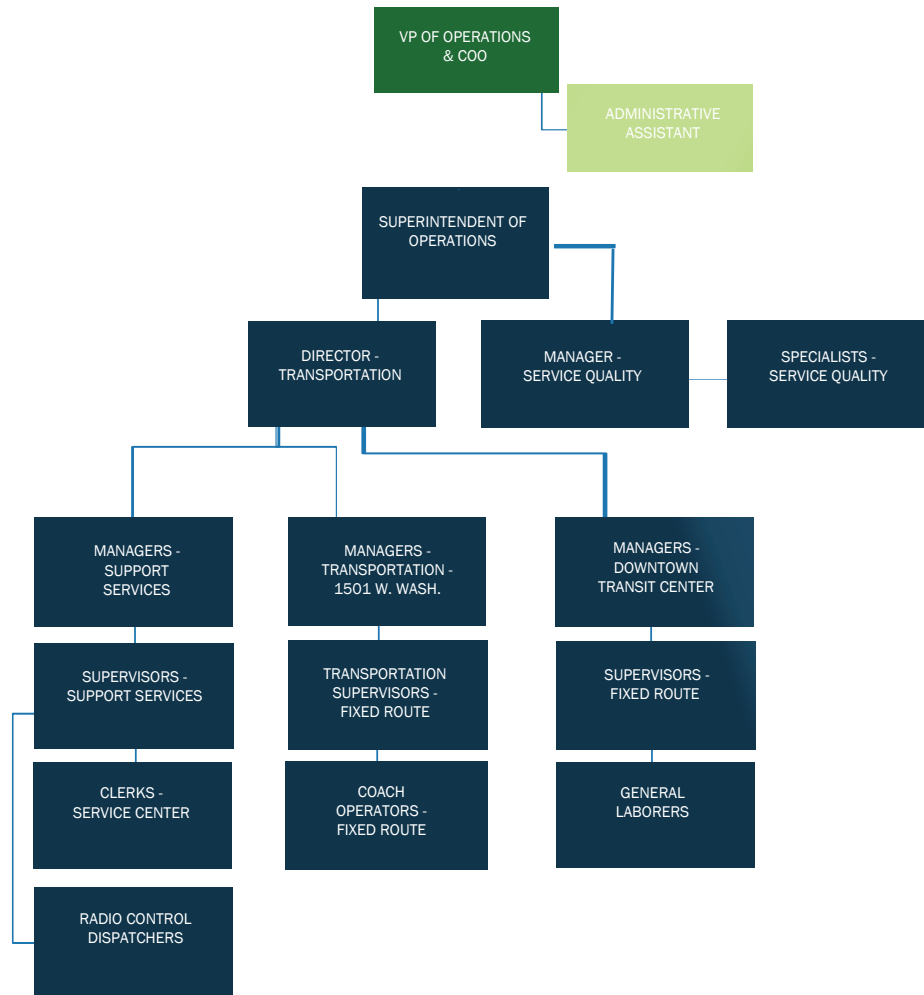 VP OF OPERATIONS
& COO
ADMINISTRATIVE
ASSISTANT
SUPERINTENDENT OF
OPERATIONS
DIRECTOR -
TRANSPORTATION
MANAGER -
SERVICE QUALITY
SPECIALISTS -
SERVICE QUALITY
MANAGERS -
SUPPORT
SERVICES
MANAGERS -
TRANSPORTATION -
1501 W. WASH.
MANAGERS -
DOWNTOWN
TRANSIT CENTER
SUPERVISORS -
SUPPORT SERVICES
TRANSPORTATION
SUPERVISORS -
FIXED ROUTE
SUPERVISORS -
FIXED ROUTE
CLERKS -
SERVICE CENTER
COACH
OPERATORS -
FIXED ROUTE
GENERAL
LABORERS
RADIO CONTROL
DISPATCHERS